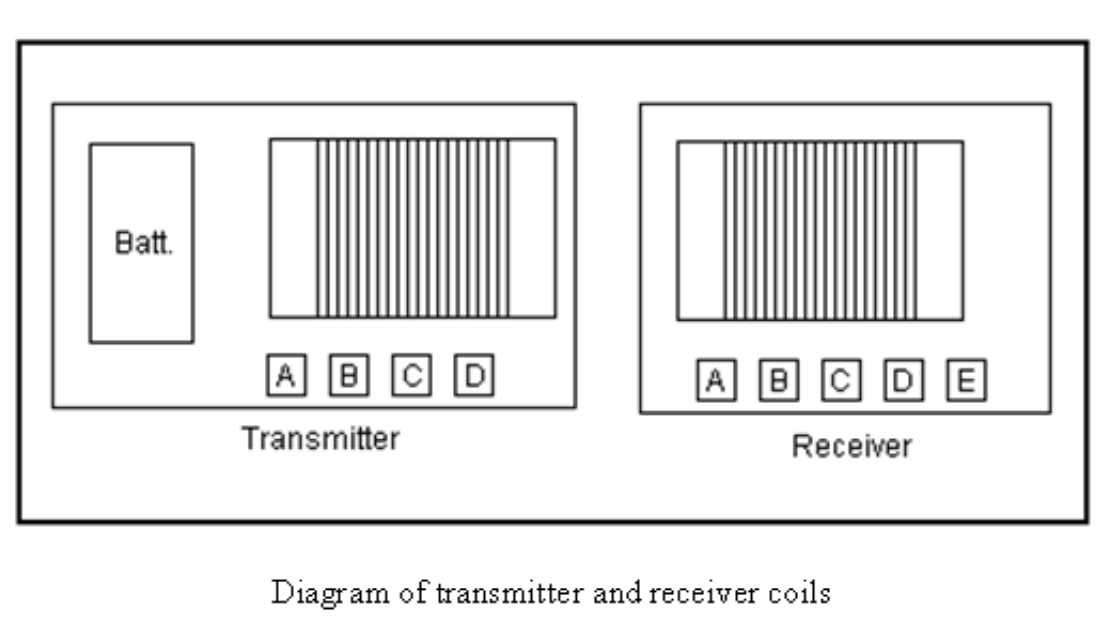 Batt.
A B C D
A B C D E
Transmitter
Receiver
Diagram of transmitter and receiver coils